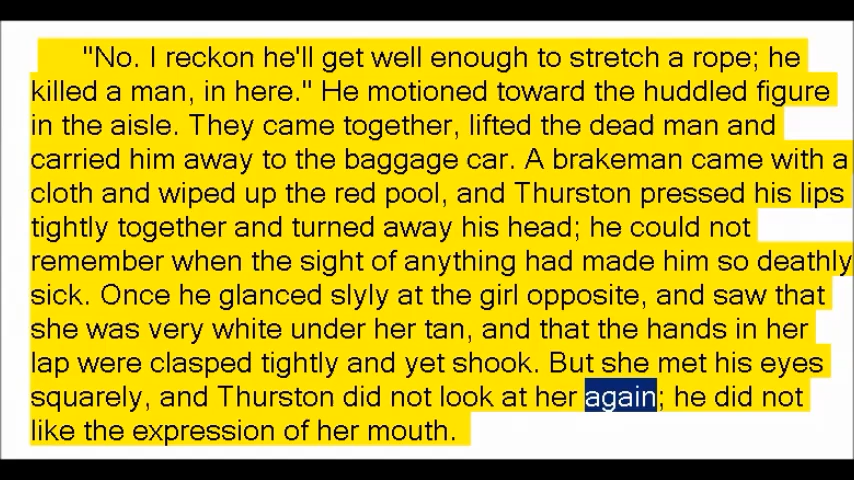 "No. I reckon he'll get well enough to stretch a rope; he
killed a man, in here." He motioned toward the huddled figure
in the aisle. They came together, lifted the dead man and
carried him away to the baggage car. A brakeman came with a
cloth and wiped up the red pool, and Thurston pressed his lips
tightly together and turned away his head; he could not
remember when the sight of anything had made him so deathly
sick. Once he glanced slyly at the girl opposite, and saw that
she was very white under her tan, and that the hands in her
lap were clasped tightly and yet shook. But she met his eyes
squarely, and Thurston did not look at her again; he did not
like the expression of her mouth.